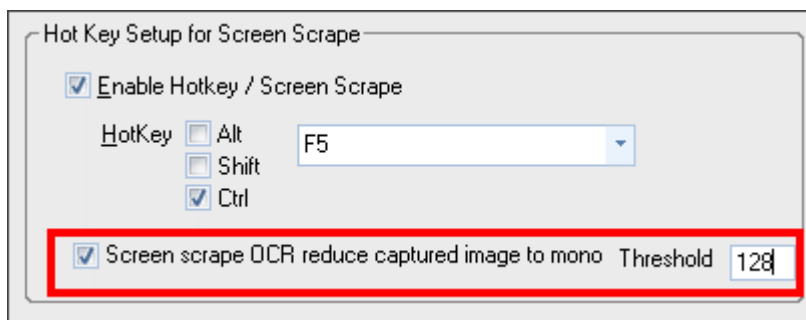 Hot Key Setup for Screen Scrape
Enable Hotkey / Screen Scrape
HotKey Alt F5
Shift
Ctrl
Screen scrape OCR reduce captured image to mono Threshold 128